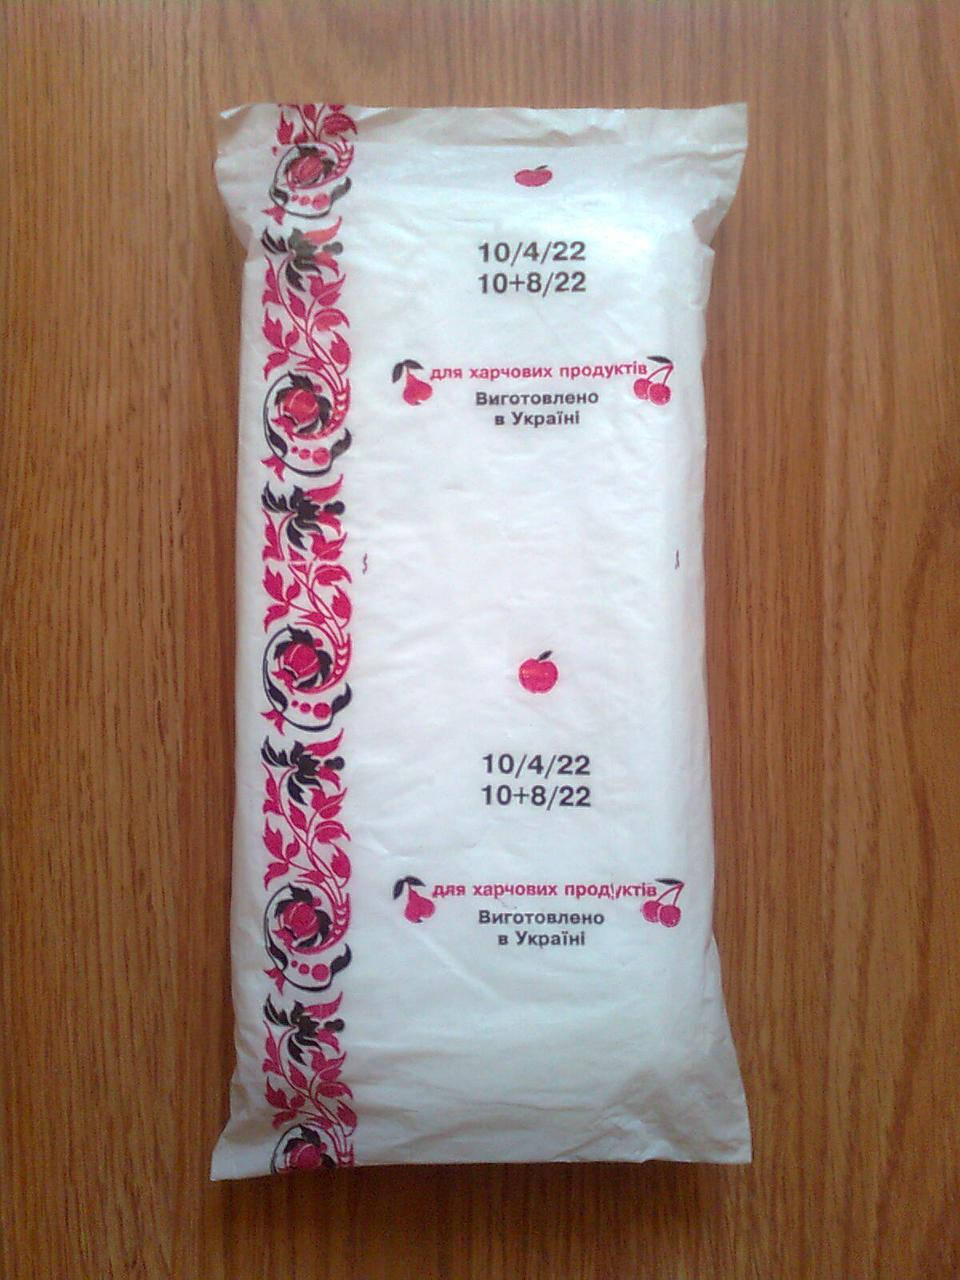 10/4/22
10+8/22
для харчових продуктів
Виготовлено
в Україні
10/4/22
10+8/22
для харчових продуктів
Виготовлено
в Україні